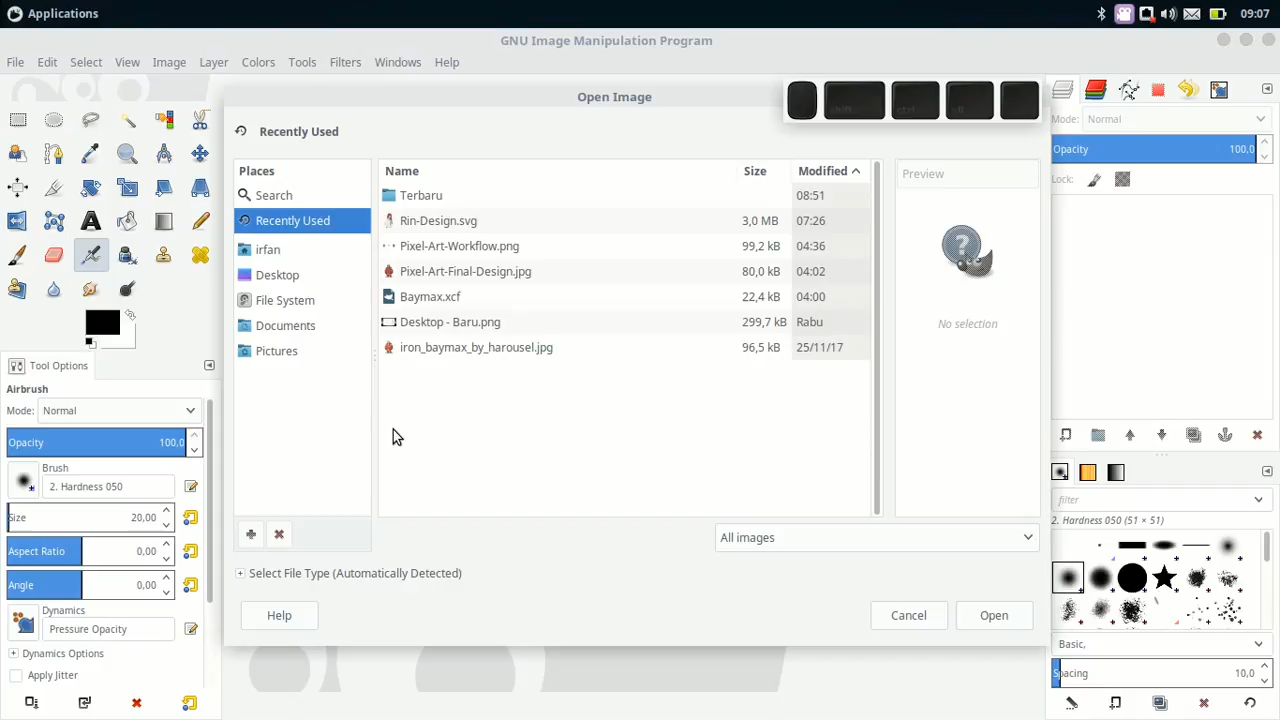 Applications
09:07
GNU Image Manipulation Program
File Edit Select View Image Layer Colors Tools Filters Windows Help
Open Image
shift ctrl alt
Recently Used
Places
Search
Recently Used
irfan
Desktop
File System
Documents
Pictures
Name Size Modified
Terbaru 08:51
Rin-Design.svg 3,0 MB 07:26
Pixel-Art-Workflow.png 99,2 kB 04:36
Pixel-Art-Final-Design.jpg 80,0 kB 04:02
Baymax.xcf 22,4 kB 04:00
Desktop - Baru.png 299,7 kB Rabu
iron_baymax_by_harousel.jpg 96,5 kB 25/11/17
Preview
No selection
All images
Select File Type (Automatically Detected)
Help
Cancel
Open
Tool Options
Airbrush
Mode: Normal
Opacity 100,0
Brush
2. Hardness 050
Size 20,00
Aspect Ratio 0,00
Angle 0,00
Dynamics
Pressure Opacity
Dynamics Options
Apply Jitter
Mode: Normal
Opacity 100,0
Lock:
filter
2. Hardness 050 (51 × 51)
Basic,
Spacing 10,0